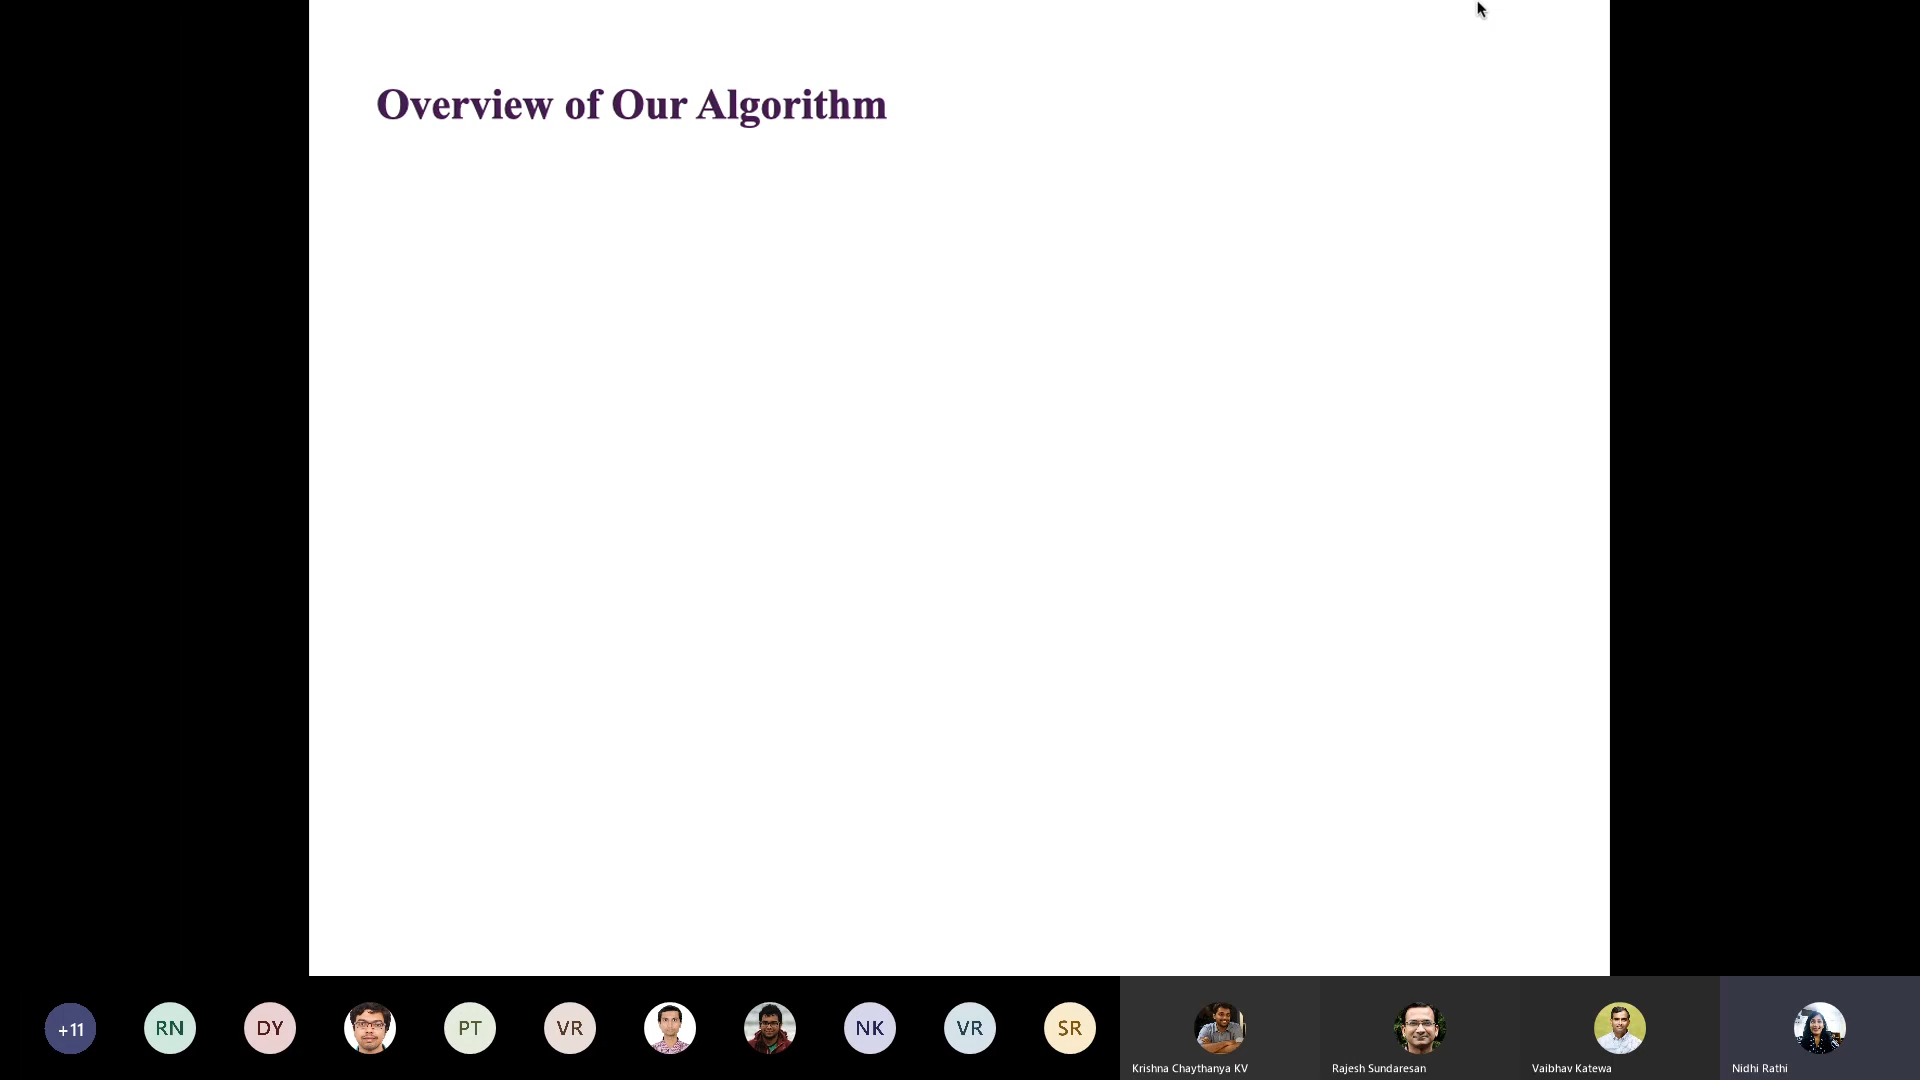 Overview of Our Algorithm
+11
RN
DY
PT
VR
NK
VR
SR
Krishna Chaythanya KV
Rajesh Sundaresan
Vaibhav Katewa
Nidhi Rathi